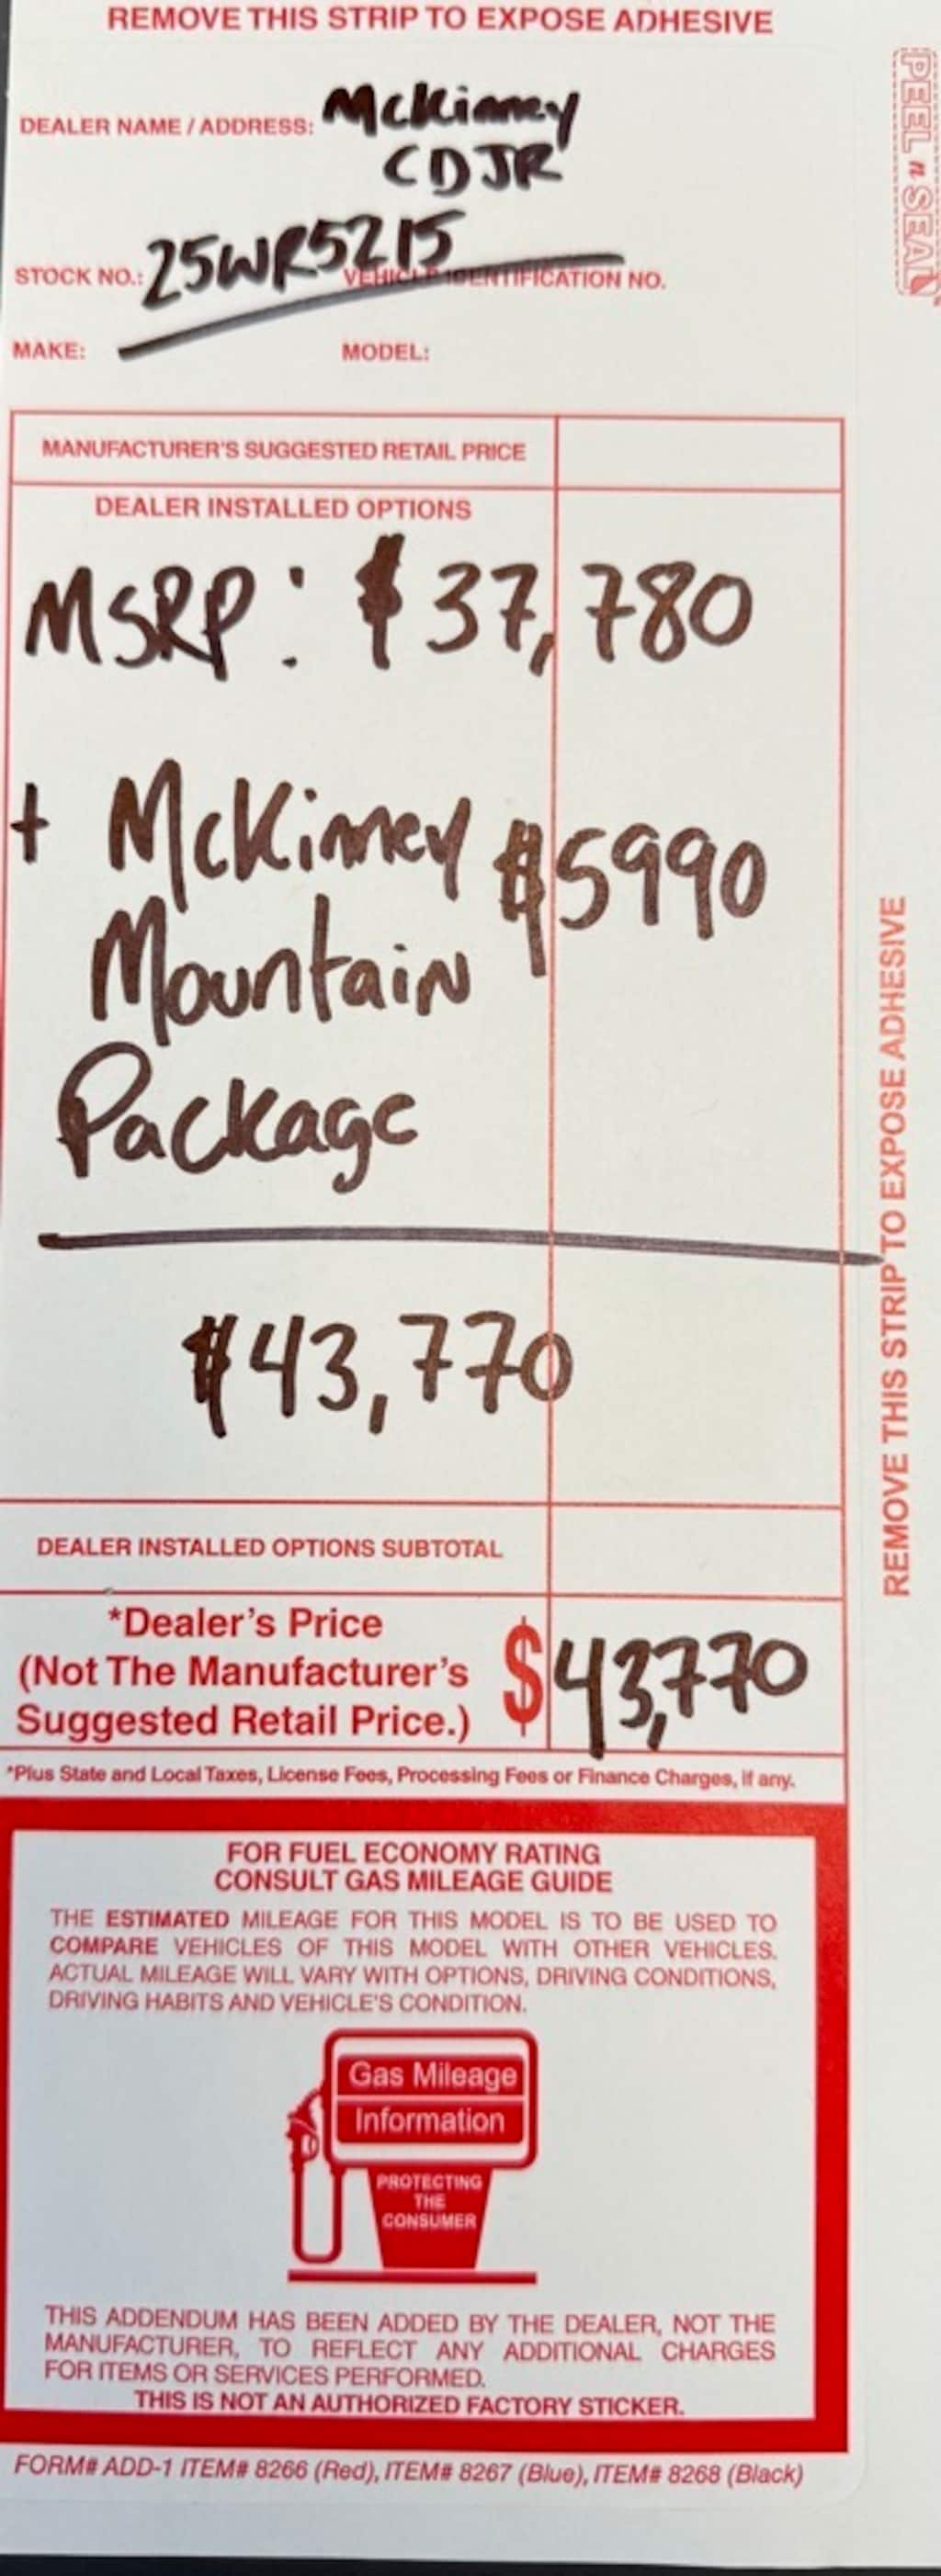 REMOVE THIS STRIP TO EXPOSE ADHESIVE
PEEL n SEAL
DEALER NAME / ADDRESS: McKinney
CDJR
STOCK NO.: 25WR5215 VEHICLE IDENTIFICATION NO.
MAKE: MODEL:
MANUFACTURER'S SUGGESTED RETAIL PRICE
DEALER INSTALLED OPTIONS
MSRP: $37,780
+ McKinney $5990
Mountain
Package
$43,770
REMOVE THIS STRIP TO EXPOSE ADHESIVE
DEALER INSTALLED OPTIONS SUBTOTAL
*Dealer's Price
(Not The Manufacturer's $43,770
Suggested Retail Price.)
*Plus State and Local Taxes, License Fees, Processing Fees or Finance Charges, if any.
FOR FUEL ECONOMY RATING
CONSULT GAS MILEAGE GUIDE
THE ESTIMATED MILEAGE FOR THIS MODEL IS TO BE USED TO
COMPARE VEHICLES OF THIS MODEL WITH OTHER VEHICLES.
ACTUAL MILEAGE WILL VARY WITH OPTIONS, DRIVING CONDITIONS,
DRIVING HABITS AND VEHICLE'S CONDITION.
Gas Mileage
Information
PROTECTING
THE
CONSUMER
THIS ADDENDUM HAS BEEN ADDED BY THE DEALER, NOT THE
MANUFACTURER, TO REFLECT ANY ADDITIONAL CHARGES
FOR ITEMS OR SERVICES PERFORMED.
THIS IS NOT AN AUTHORIZED FACTORY STICKER.
FORM# ADD-1 ITEM# 8266 (Red), ITEM# 8267 (Blue), ITEM# 8268 (Black)